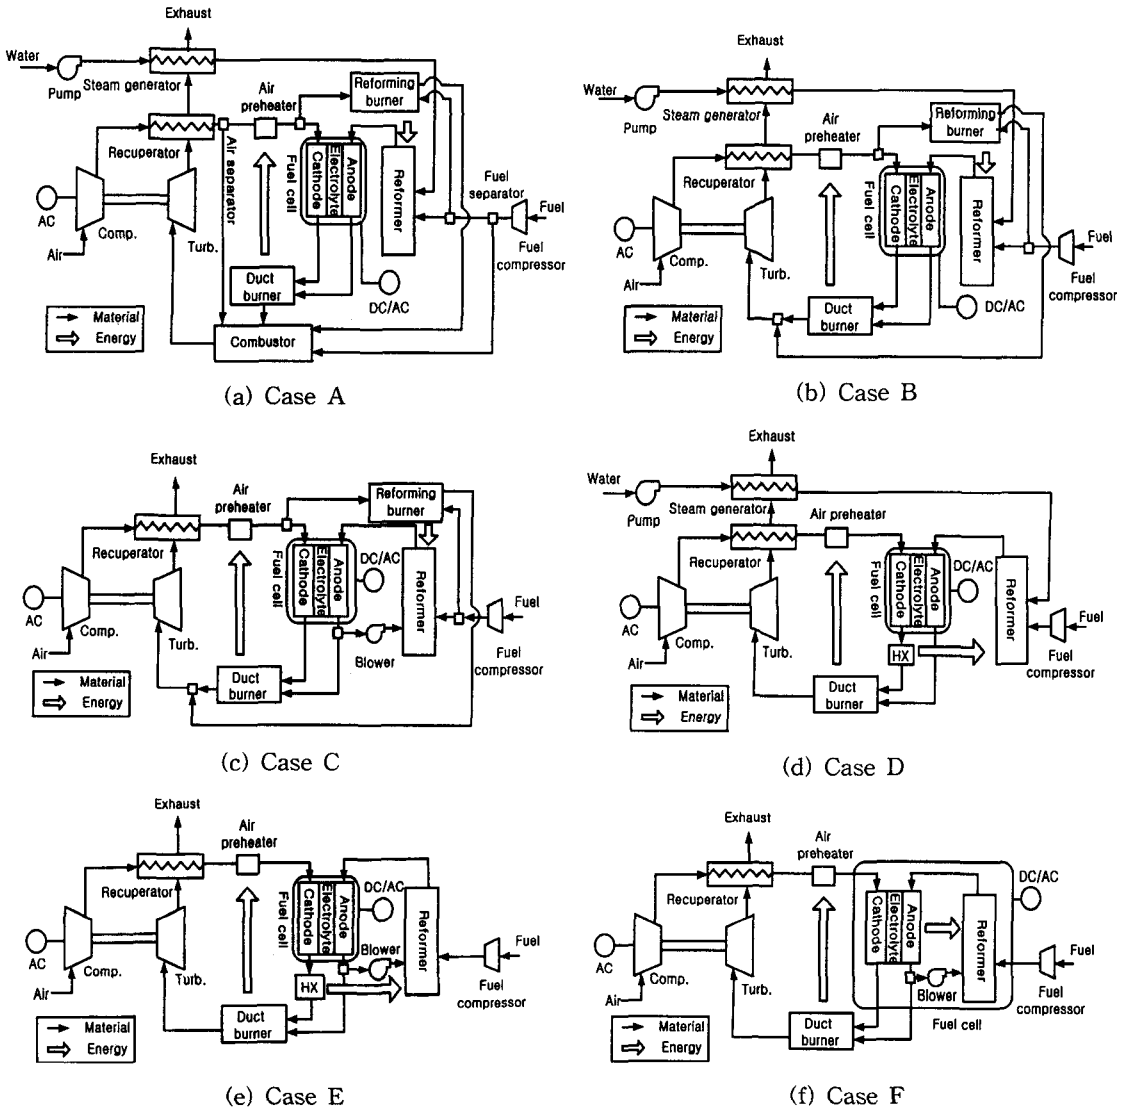 Exhaust
Water
Pump
Steam generator
Air
preheater
Reforming
burner
Recuperator
Air separator
Fuel cell
Cathode
Electrolyte
Anode
Reformer
Fuel
separator
Fuel
Fuel
compressor
AC
Comp.
Turb.
Air
Duct
burner
DC/AC
Material
Energy
Combustor
(a) Case A
Exhaust
Water
Pump
Steam generator
Air
preheater
Reforming
burner
Recuperator
Fuel cell
Cathode
Electrolyte
Anode
Reformer
Fuel
Fuel
compressor
AC
Comp.
Turb.
Air
Duct
burner
DC/AC
Material
Energy
(b) Case B
Exhaust
Air
preheater
Reforming
burner
Recuperator
Fuel cell
Cathode
Electrolyte
Anode
DC/AC
Reformer
Fuel
Fuel
compressor
AC
Comp.
Turb.
Air
Blower
Duct
burner
Material
Energy
(c) Case C
Exhaust
Water
Pump
Steam generator
Air preheater
Recuperator
Fuel cell
Cathode
Electrolyte
Anode
DC/AC
Reformer
Fuel
Fuel
compressor
AC
Comp.
Turb.
Air
HX
Duct
burner
Material
Energy
(d) Case D
Exhaust
Air
preheater
Recuperator
Fuel cell
Cathode
Electrolyte
Anode
DC/AC
Reformer
Blower
Fuel
Fuel
compressor
AC
Comp.
Turb.
Air
HX
Duct
burner
Material
Energy
(e) Case E
Exhaust
Air
preheater
Recuperator
Cathode
Electrolyte
Anode
Reformer
DC/AC
Fuel
Fuel
compressor
AC
Comp.
Turb.
Air
Blower
Fuel cell
Duct
burner
Material
Energy
(f) Case F